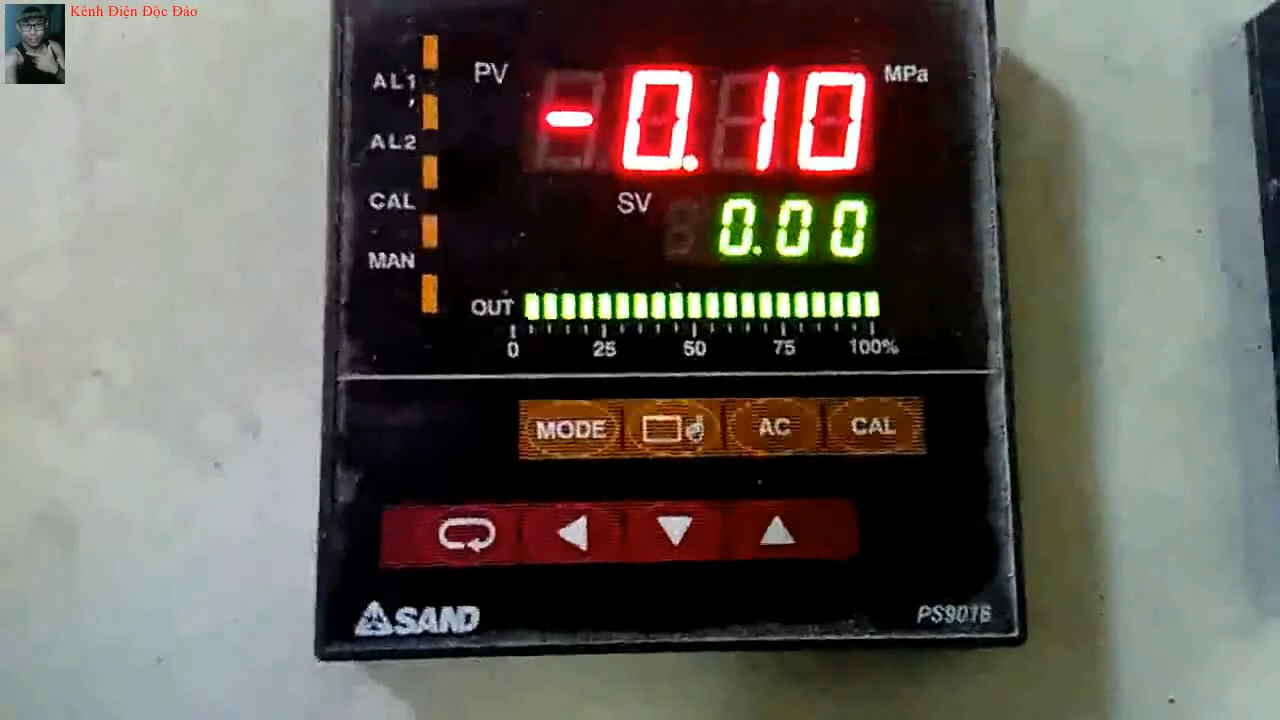 Kênh Điện Độc Đáo
AL1
PV
-0.10
MPa
AL2
CAL
SV
0.00
MAN
OUT
0 25 50 75 100%
MODE
AC
CAL
SAND
PS9016